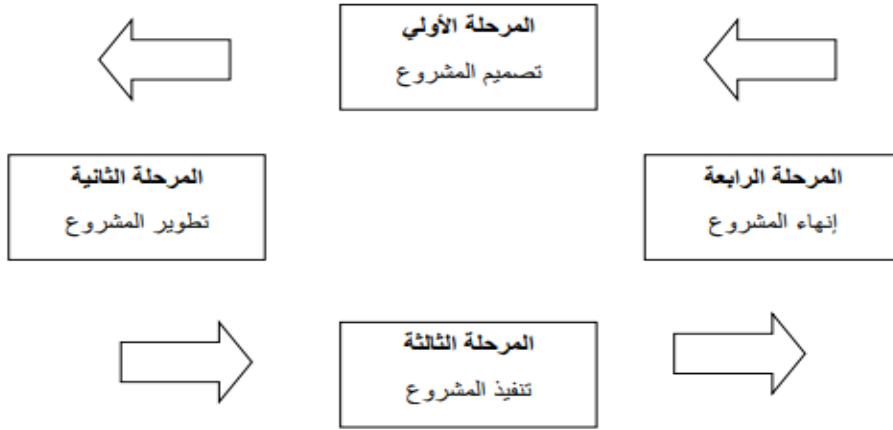 المرحلة الأولي
تصميم المشروع
المرحلة الثانية
تطوير المشروع
المرحلة الثالثة
تنفيذ المشروع
المرحلة الرابعة
إنهاء المشروع